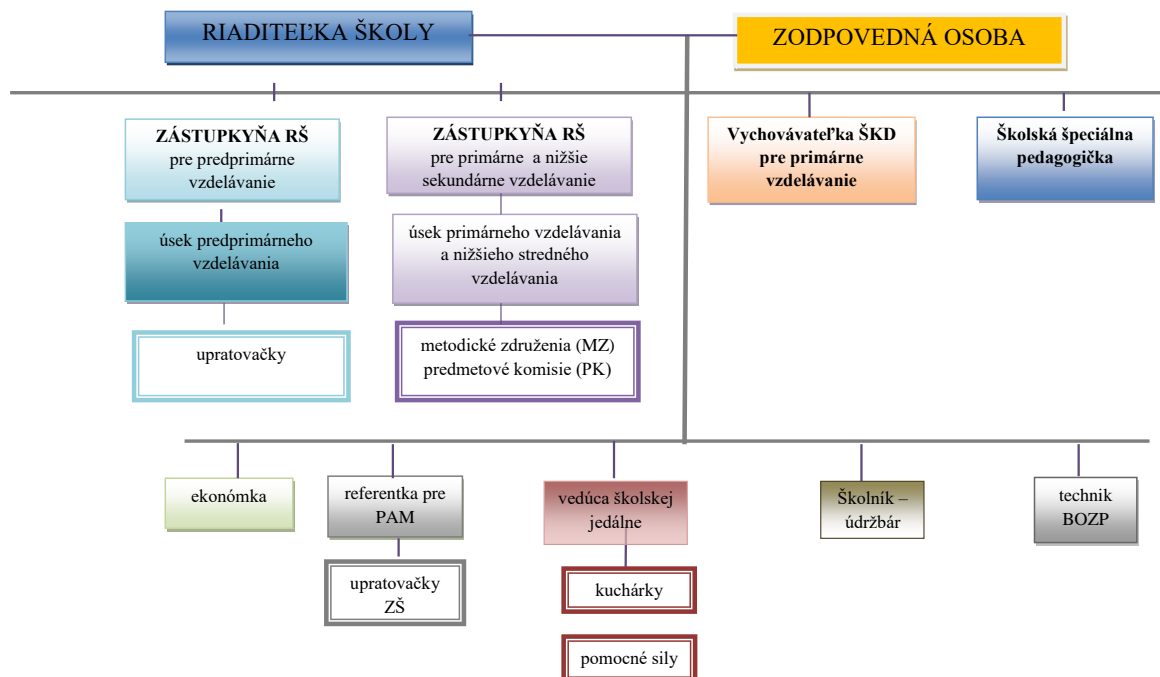 RIADITEĽKA ŠKOLY
ZODPOVEDNÁ OSOBA
ZÁSTUPKYŇA RŠ
pre predprimárne
vzdelávanie
ZÁSTUPKYŇA RŠ
pre primárne a nižšie
sekundárne vzdelávanie
Vychovávateľka ŠKD
pre primárne
vzdelávanie
Školská špeciálna
pedagogička
úsek predprimárneho
vzdelávania
úsek primárneho vzdelávania
a nižšieho stredného
vzdelávania
upratovačky
metodické združenia (MZ)
predmetové komisie (PK)
ekonómka
referentka pre
PAM
vedúca školskej
jedálne
Školník –
údržbár
technik
BOZP
upratovačky
ZŠ
kuchárky
pomocné sily